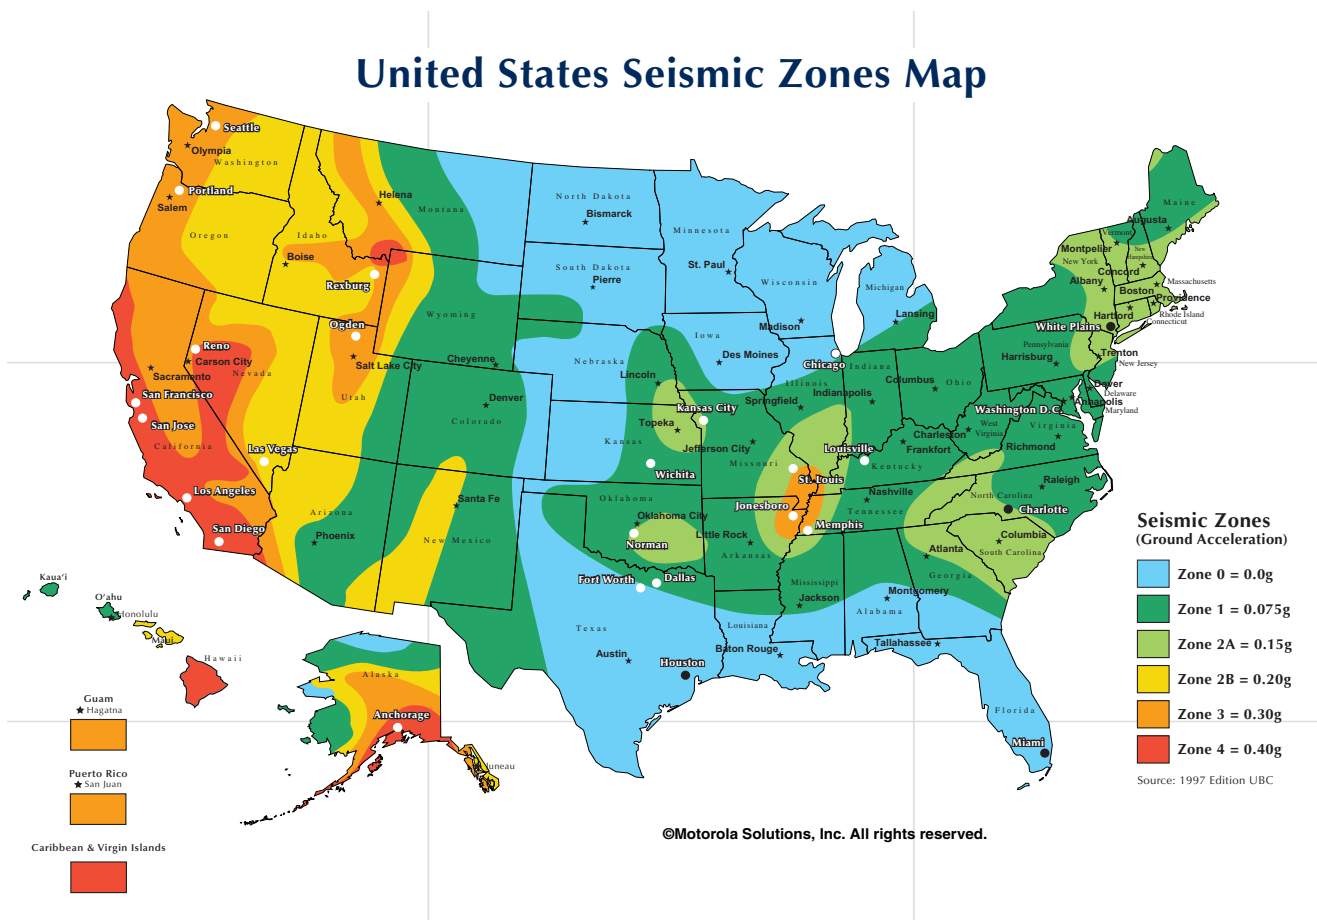 United States Seismic Zones Map
Seattle
Olympia
Washington
Portland
Salem
Oregon
Idaho
Boise
Rexburg
Helena
Montana
Ogden
Wyoming
Salt Lake City
Utah
Reno
Carson City
Nevada
Sacramento
San Francisco
San Jose
California
Las Vegas
Los Angeles
San Diego
Arizona
Phoenix
Cheyenne
Denver
Colorado
Santa Fe
New Mexico
North Dakota
Bismarck
South Dakota
Pierre
Nebraska
Lincoln
Kansas
Topeka
Wichita
Oklahoma
Oklahoma City
Norman
Fort Worth
Dallas
Texas
Austin
Houston
Minnesota
St. Paul
Wisconsin
Madison
Iowa
Des Moines
Kansas City
Jefferson City
Missouri
St. Louis
Jonesboro
Little Rock
Arkansas
Memphis
Louisiana
Baton Rouge
Mississippi
Jackson
Michigan
Lansing
Chicago
Illinois
Springfield
Indiana
Indianapolis
Columbus
Ohio
Louisville
Frankfort
Kentucky
Nashville
Tennessee
Alabama
Montgomery
Atlanta
Georgia
Tallahassee
Florida
Miami
Charleston
West
Virginia
Washington D.C.
Virginia
Richmond
Raleigh
North Carolina
Charlotte
Columbia
South Carolina
Maine
Augusta
Vermont
Montpelier
New
Hampshire
Concord
New York
Albany
Boston
Massachusetts
Providence
Rhode Island
Hartford
Connecticut
White Plains
Pennsylvania
Harrisburg
Trenton
New Jersey
Dover
Delaware
Annapolis
Maryland
Kaua'i
O'ahu
Honolulu
Maui
Hawaii
Alaska
Anchorage
Juneau
Guam
Hagatna
Puerto Rico
San Juan
Caribbean & Virgin Islands
Seismic Zones
(Ground Acceleration)
Zone 0 = 0.0g
Zone 1 = 0.075g
Zone 2A = 0.15g
Zone 2B = 0.20g
Zone 3 = 0.30g
Zone 4 = 0.40g
Source: 1997 Edition UBC
©Motorola Solutions, Inc. All rights reserved.